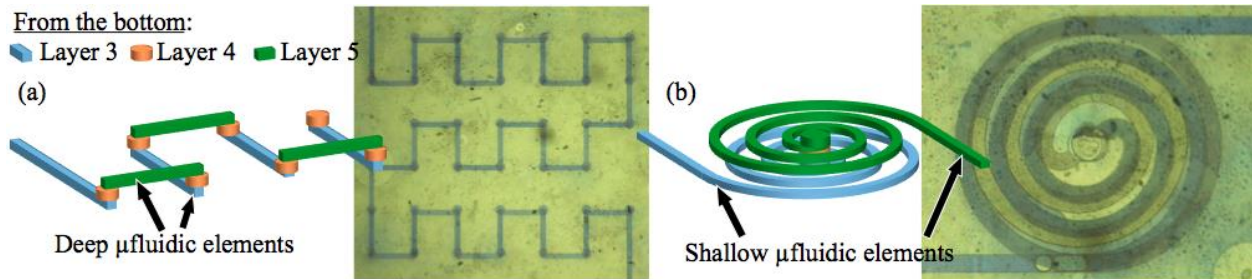 From the bottom:
Layer 3 Layer 4 Layer 5
(a)
(b)
Deep µfluidic elements
Shallow µfluidic elements